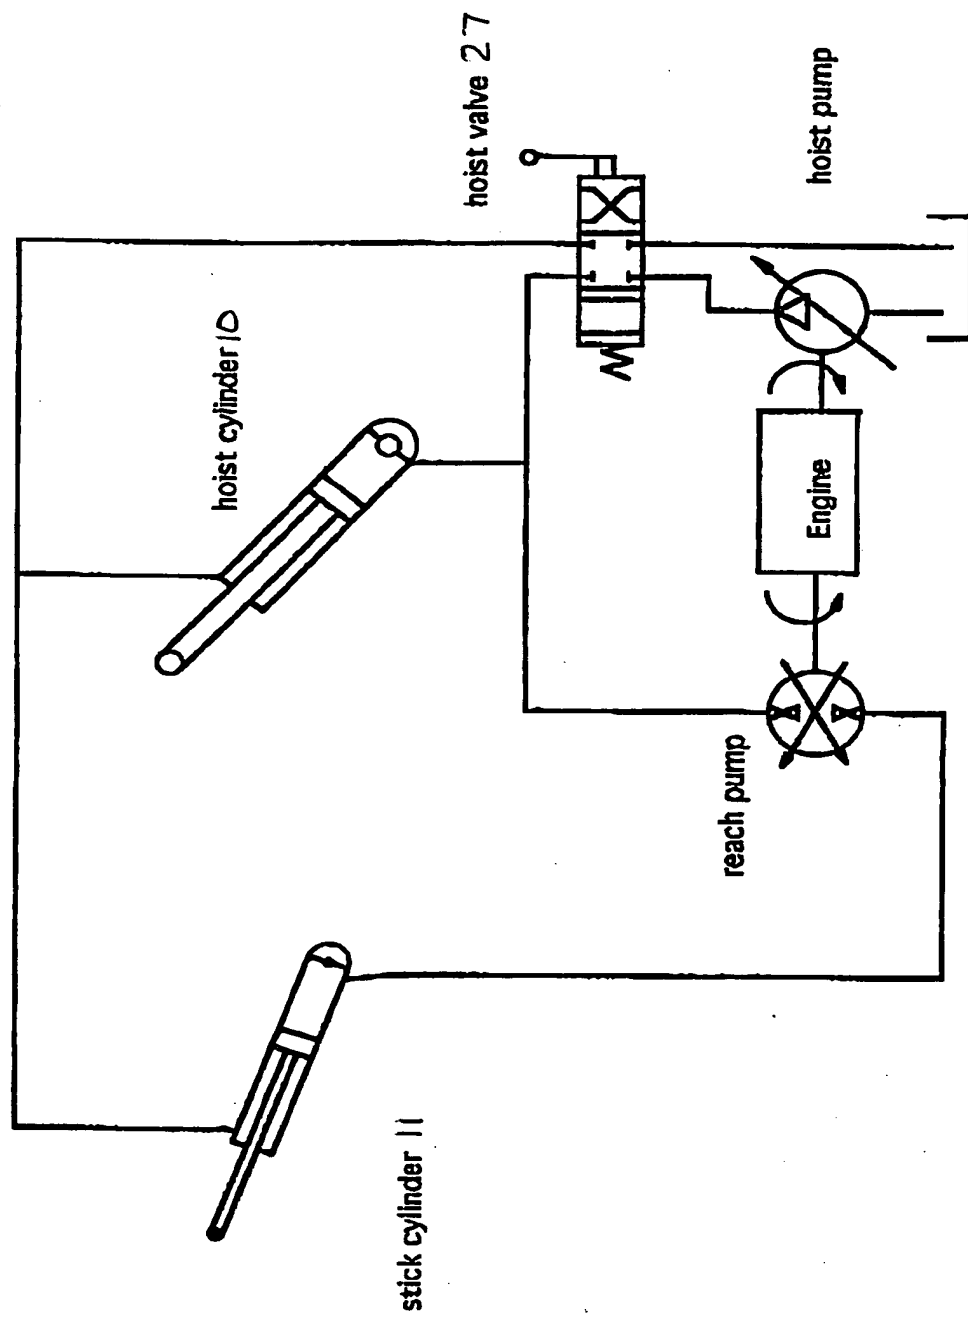 stick cylinder 11
hoist cylinder 10
hoist valve 27
reach pump
Engine
hoist pump